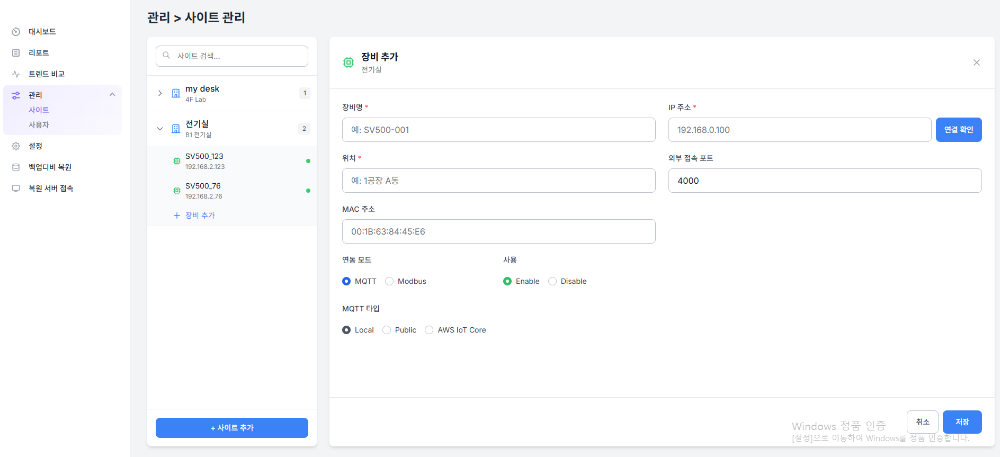 관리 > 사이트 관리
대시보드
리포트
트렌드 비교
관리
사이트
사용자
설정
백업디비 복원
복원 서버 접속
사이트 검색...
my desk
4F Lab
1
전기실
B1 전기실
2
SV500_123
192.168.2.123
SV500_76
192.168.2.76
+ 장비 추가
+ 사이트 추가
장비 추가
전기실
장비명 *
예: SV500-001
IP 주소 *
192.168.0.100
연결 확인
위치 *
예: 1공장 A동
외부 접속 포트
4000
MAC 주소
00:1B:63:84:45:E6
연동 모드
MQTT Modbus
사용
Enable Disable
MQTT 타입
Local Public AWS IoT Core
취소
저장
Windows 정품 인증
[설정]으로 이동하여 Windows를 정품 인증합니다.